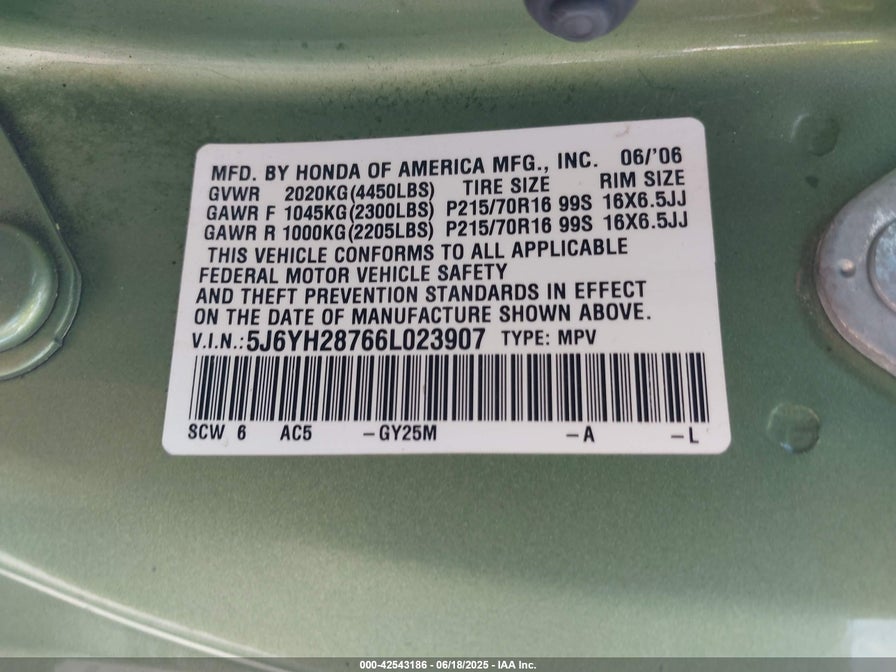 MFD. BY HONDA OF AMERICA MFG., INC. 06/'06
GVWR 2020KG(4450LBS) TIRE SIZE RIM SIZE
GAWR F 1045KG(2300LBS) P215/70R16 99S 16X6.5JJ
GAWR R 1000KG(2205LBS) P215/70R16 99S 16X6.5JJ
THIS VEHICLE CONFORMS TO ALL APPLICABLE
FEDERAL MOTOR VEHICLE SAFETY
AND THEFT PREVENTION STANDARDS IN EFFECT
ON THE DATE OF MANUFACTURE SHOWN ABOVE.
V.I.N.:5J6YH28766L023907 TYPE: MPV
SCW 6 AC5 -GY25M -A -L
000-42543186 - 06/18/2025 - IAA Inc.